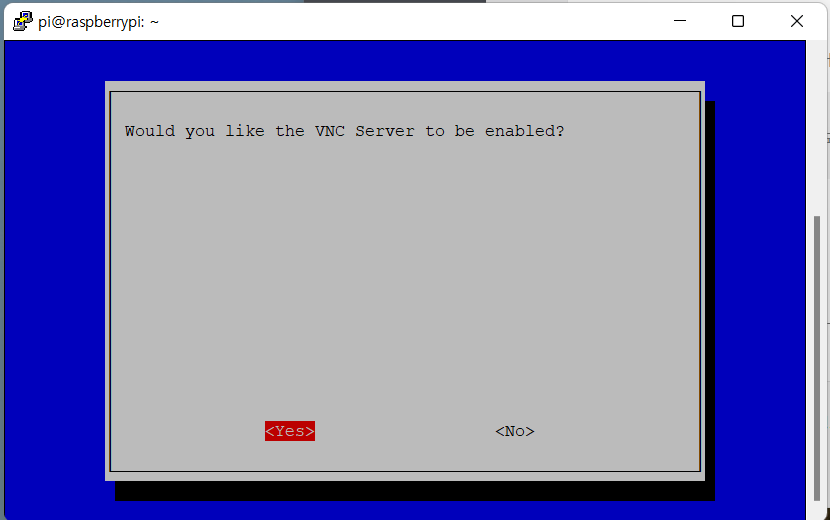 pi@raspberrypi: ~
Would you like the VNC Server to be enabled?
<Yes> <No>